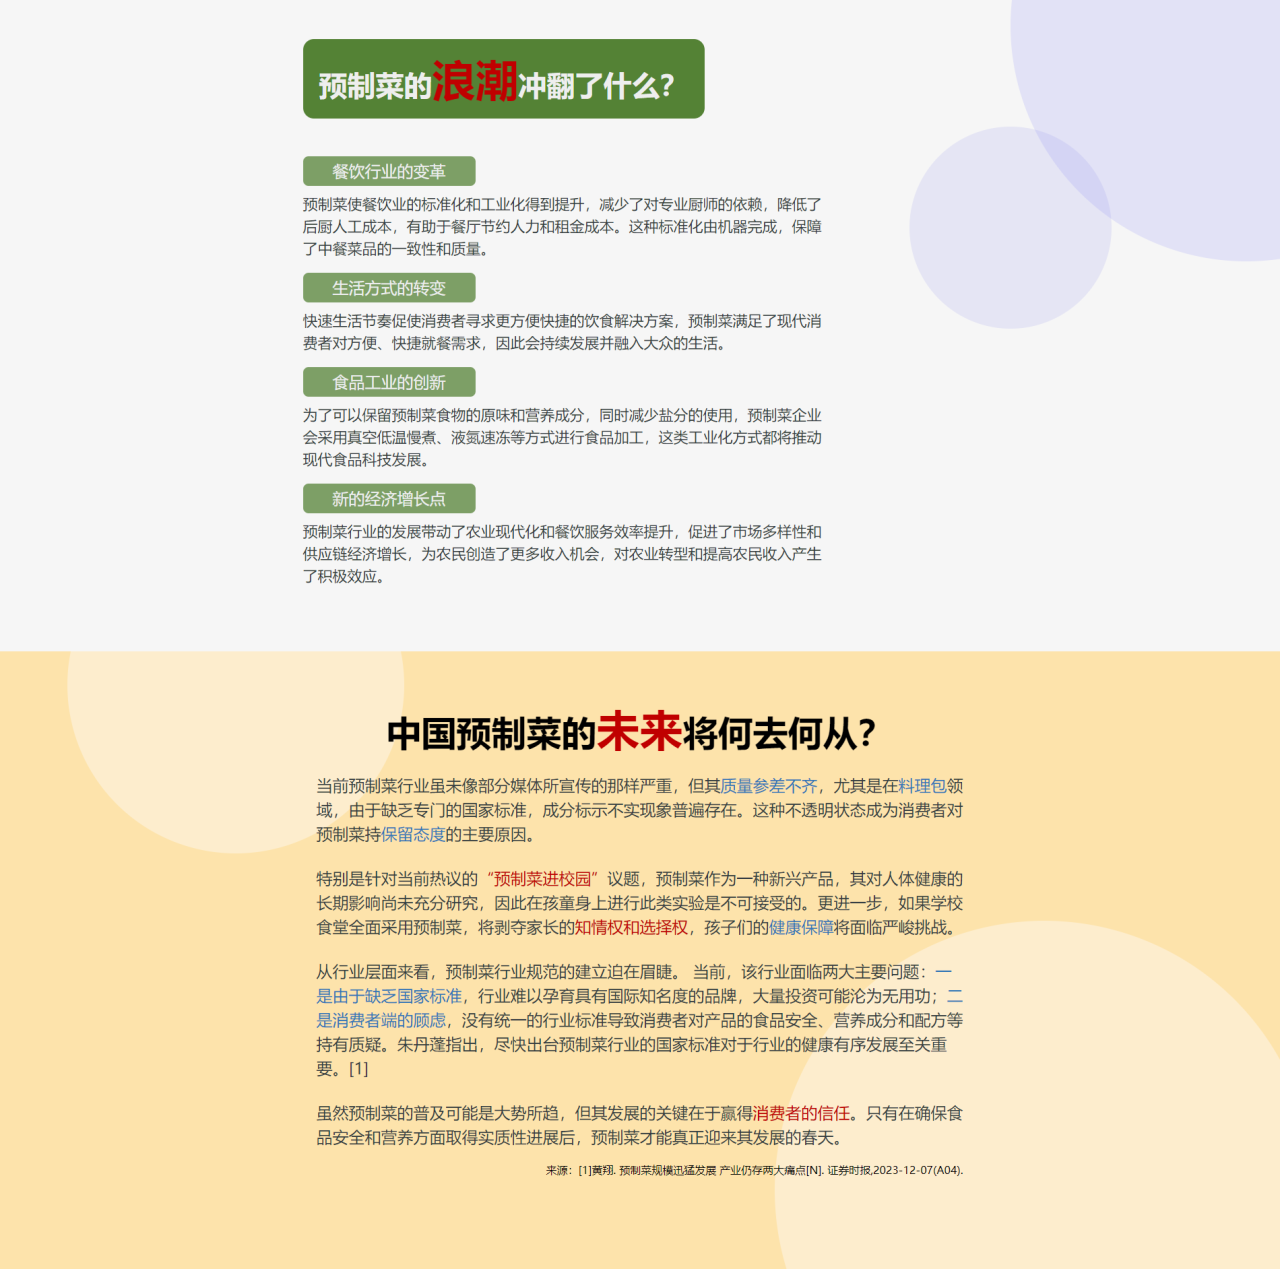 预制菜的浪潮冲翻了什么?
餐饮行业的变革
预制菜使餐饮业的标准化和工业化得到提升，减少了对专业厨师的依赖，降低了
后厨人工成本，有助于餐厅节约人力和租金成本。这种标准化由机器完成，保障
了中餐菜品的一致性和质量。
生活方式的转变
快速生活节奏促使消费者寻求更方便快捷的饮食解决方案，预制菜满足了现代消
费者对方便、快捷就餐需求，因此会持续发展并融入大众的生活。
食品工业的创新
为了可以保留预制菜食物的原味和营养成分，同时减少盐分的使用，预制菜企业
会采用真空低温慢煮、液氮速冻等方式进行食品加工，这类工业化方式都将推动
现代食品科技发展。
新的经济增长点
预制菜行业的发展带动了农业现代化和餐饮服务效率提升，促进了市场多样性和
供应链经济增长，为农民创造了更多收入机会，对农业转型和提高农民收入产生
了积极效应。
中国预制菜的未来将何去何从?
当前预制菜行业虽未像部分媒体所宣传的那样严重，但其质量参差不齐，尤其是在料理包领
域，由于缺乏专门的国家标准，成分标示不实现象普遍存在。这种不透明状态成为消费者对
预制菜持保留态度的主要原因。
特别是针对当前热议的“预制菜进校园”议题，预制菜作为一种新兴产品，其对人体健康的
长期影响尚未充分研究，因此在孩童身上进行此类实验是不可接受的。更进一步，如果学校
食堂全面采用预制菜，将剥夺家长的知情权和选择权，孩子们的健康保障将面临严峻挑战。
从行业层面来看，预制菜行业规范的建立迫在眉睫。 当前，该行业面临两大主要问题：一
是由于缺乏国家标准，行业难以孕育具有国际知名度的品牌，大量投资可能沦为无用功；二
是消费者端的顾虑，没有统一的行业标准导致消费者对产品的食品安全、营养成分和配方等
持有质疑。朱丹蓬指出，尽快出台预制菜行业的国家标准对于行业的健康有序发展至关重
要。[1]
虽然预制菜的普及可能是大势所趋，但其发展的关键在于赢得消费者的信任。只有在确保食
品安全和营养方面取得实质性进展后，预制菜才能真正迎来其发展的春天。
来源：[1]黄翔. 预制菜规模迅猛发展 产业仍存两大痛点[N]. 证券时报,2023-12-07(A04).